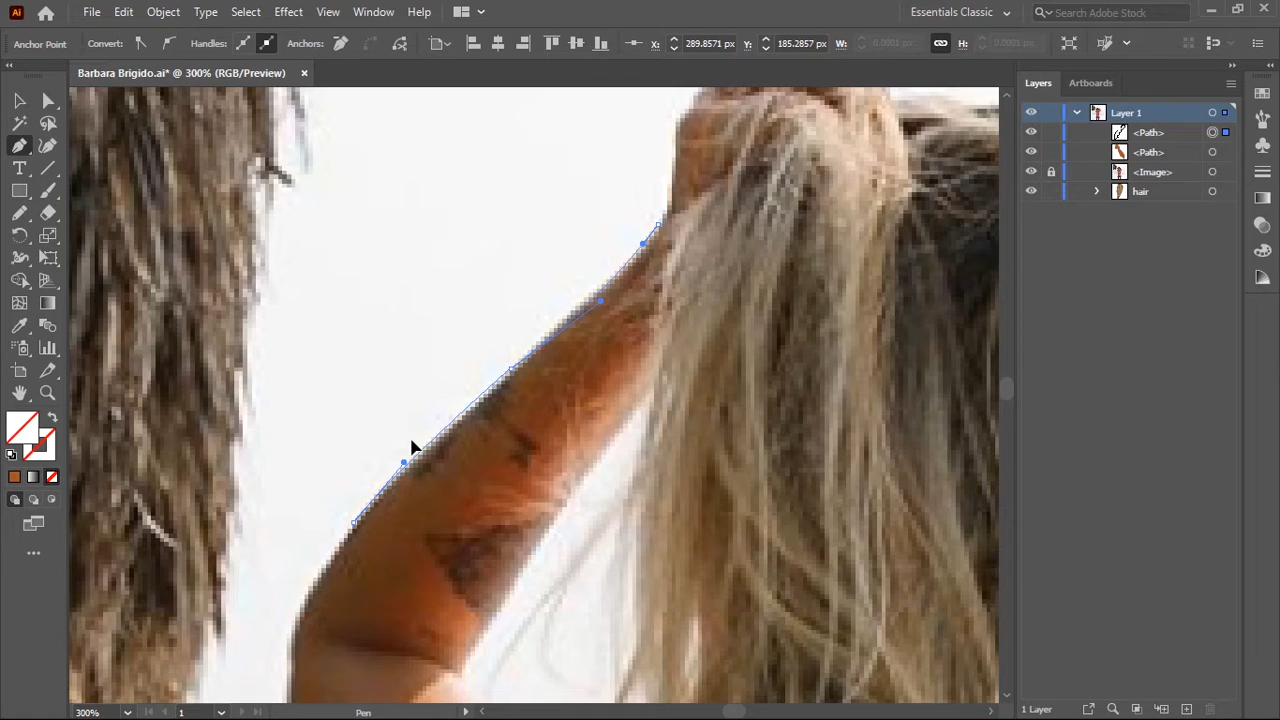 Ai File Edit Object Type Select Effect View Window Help Essentials Classic Search Adobe Stock
Anchor Point Convert: Handles: Anchors: X: 289.8571 px Y: 185.2857 px W: 0.0001 px H: 0.0001 px
Barbara Brigido.ai* @ 300% (RGB/Preview) × Layers Artboards
Layer 1
<Path>
<Path>
<Image>
hair
300% 1 Pen 1 Layer